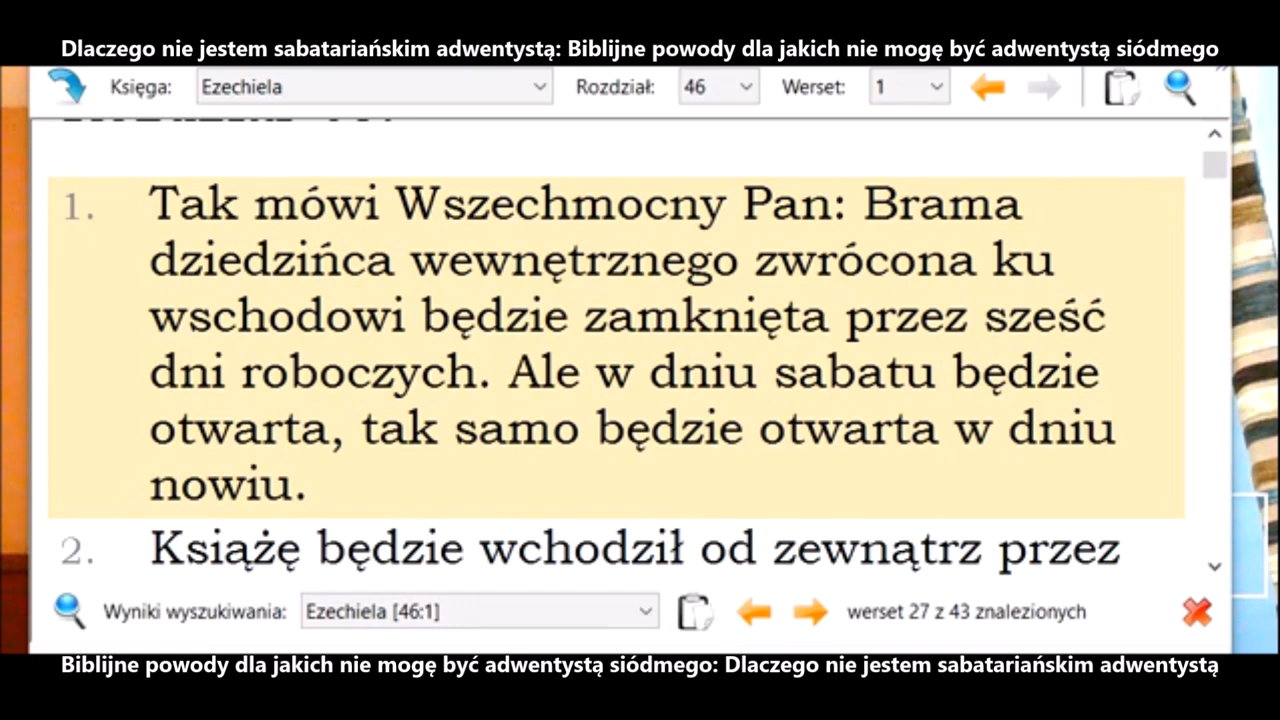 Dlaczego nie jestem sabatariańskim adwentystą: Biblijne powody dla jakich nie mogę być adwentystą siódmego
Księga: Ezechiela Rozdział: 46 Werset: 1
1. Tak mówi Wszechmocny Pan: Brama
dziedzińca wewnętrznego zwrócona ku
wschodowi będzie zamknięta przez sześć
dni roboczych. Ale w dniu sabatu będzie
otwarta, tak samo będzie otwarta w dniu
nowiu.
2. Książę będzie wchodził od zewnątrz przez
Wyniki wyszukiwania: Ezechiela [46:1] werset 27 z 43 znalezionych
Biblijne powody dla jakich nie mogę być adwentystą siódmego: Dlaczego nie jestem sabatariańskim adwentystą